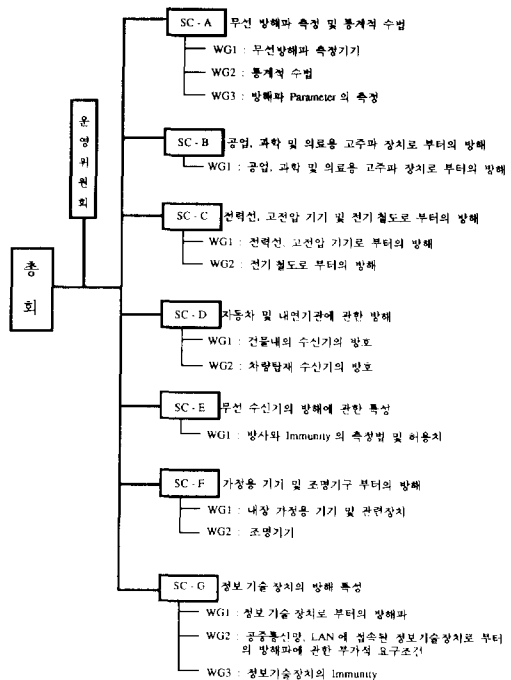 총회
운영위원회
SC - A 무선 방해파 측정 및 통계적 수법
WG1 : 무선방해파 측정기기
WG2 : 통계적 수법
WG3 : 방해파 Parameter 의 측정
SC - B 공업, 과학 및 의료용 고주파 장치로 부터의 방해
WG1 : 공업, 과학 및 의료용 고주파 장치로 부터의 방해
SC - C 전력선, 고전압 기기 및 전기 철도로 부터의 방해
WG1 : 전력선, 고전압 기기로 부터의 방해
WG2 : 전기 철도로 부터의 방해
SC - D 자동차 및 내연기관에 관한 방해
WG1 : 건물내의 수신기의 방호
WG2 : 차량탑재 수신기의 방호
SC - E 무선 수신기의 방해에 관한 특성
WG1 : 방사와 Immunity 의 측정법 및 허용치
SC - F 가정용 기기 및 조명기구 부터의 방해
WG1 : 내장 가정용 기기 및 관련장치
WG2 : 조명기기
SC - G 정보기술 장치의 방해 특성
WG1 : 정보기술 장치로 부터의 방해파
WG2 : 공중통신망, LAN 에 접속된 정보기술장치로 부터
의 방해파에 관한 부가적 요구조건
WG3 : 정보기술장치의 Immunity